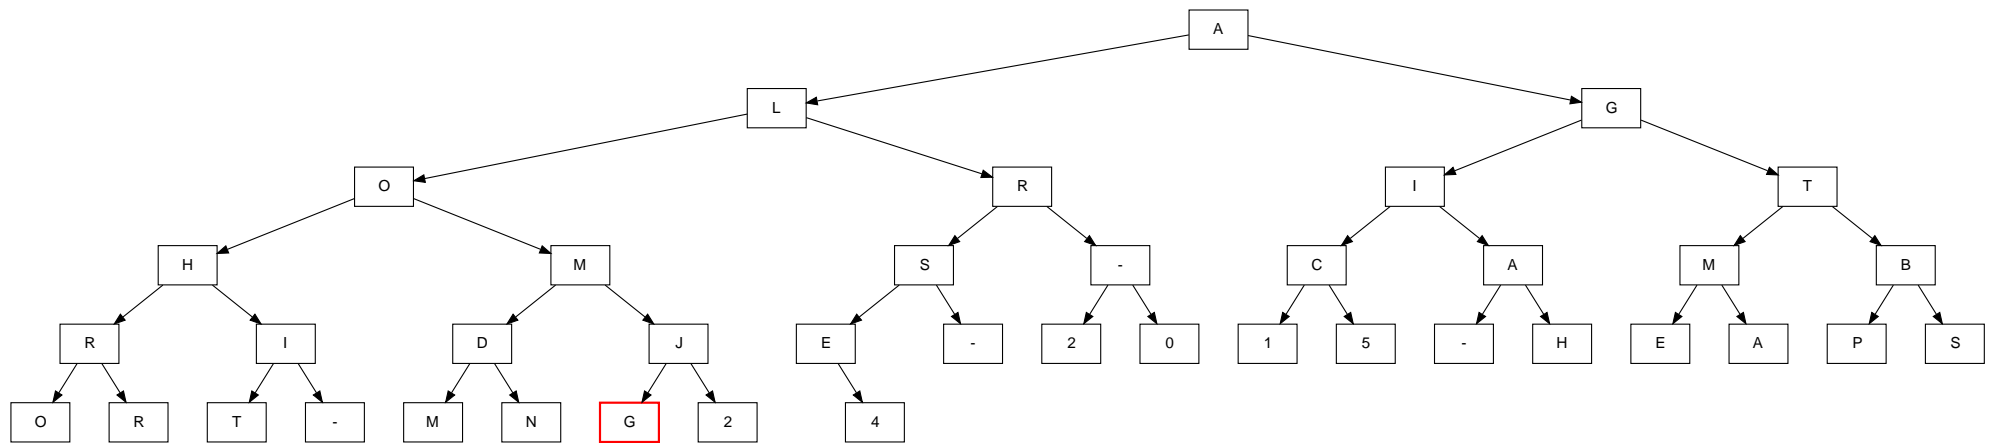 A
L G
O R I T
H M S - C A M B
R I D J E - 2 0 1 5 - H E A P S
O R T - M N G 2 4